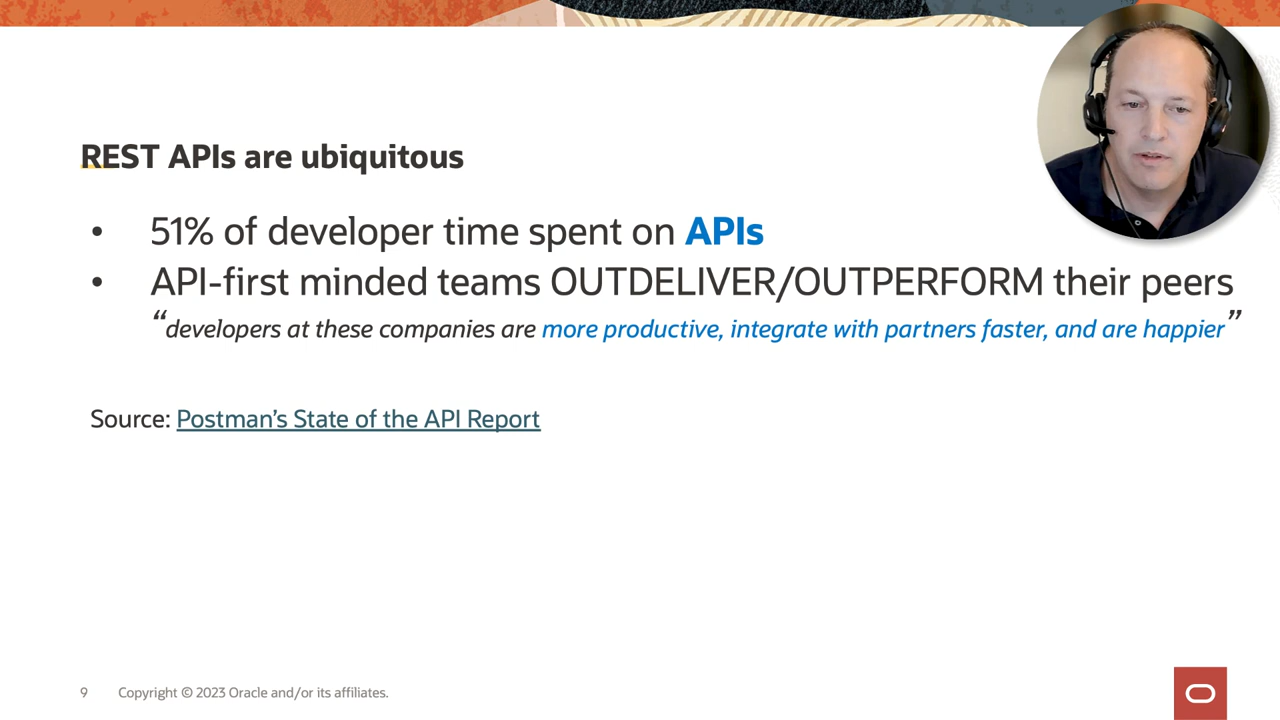 REST APIs are ubiquitous
• 51% of developer time spent on APIs
• API-first minded teams OUTDELIVER/OUTPERFORM their peers
“developers at these companies are more productive, integrate with partners faster, and are happier”
Source: Postman’s State of the API Report
9 Copyright © 2023 Oracle and/or its affiliates.